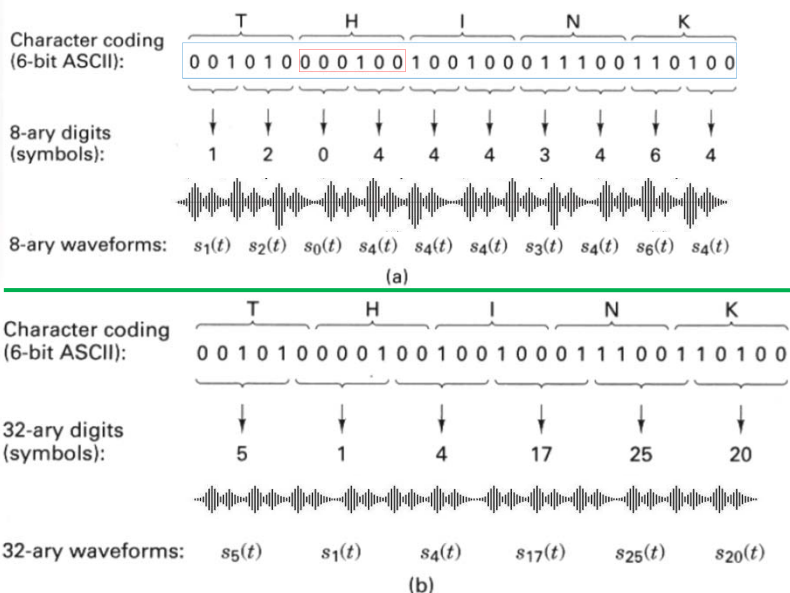 T H I N K
Character coding
(6-bit ASCII): 0 0 1 0 1 0 0 0 0 1 0 0 1 0 0 1 0 0 0 1 1 1 0 0 1 1 0 1 0 0
8-ary digits
(symbols): 1 2 0 4 4 4 3 4 6 4
8-ary waveforms: s1(t) s2(t) s0(t) s4(t) s4(t) s4(t) s3(t) s4(t) s6(t) s4(t)
(a)
T H I N K
Character coding
(6-bit ASCII): 0 0 1 0 1 0 0 0 0 1 0 0 1 0 0 1 0 0 0 1 1 1 0 0 1 1 0 1 0 0
32-ary digits
(symbols): 5 1 4 17 25 20
32-ary waveforms: s5(t) s1(t) s4(t) s17(t) s25(t) s20(t)
(b)